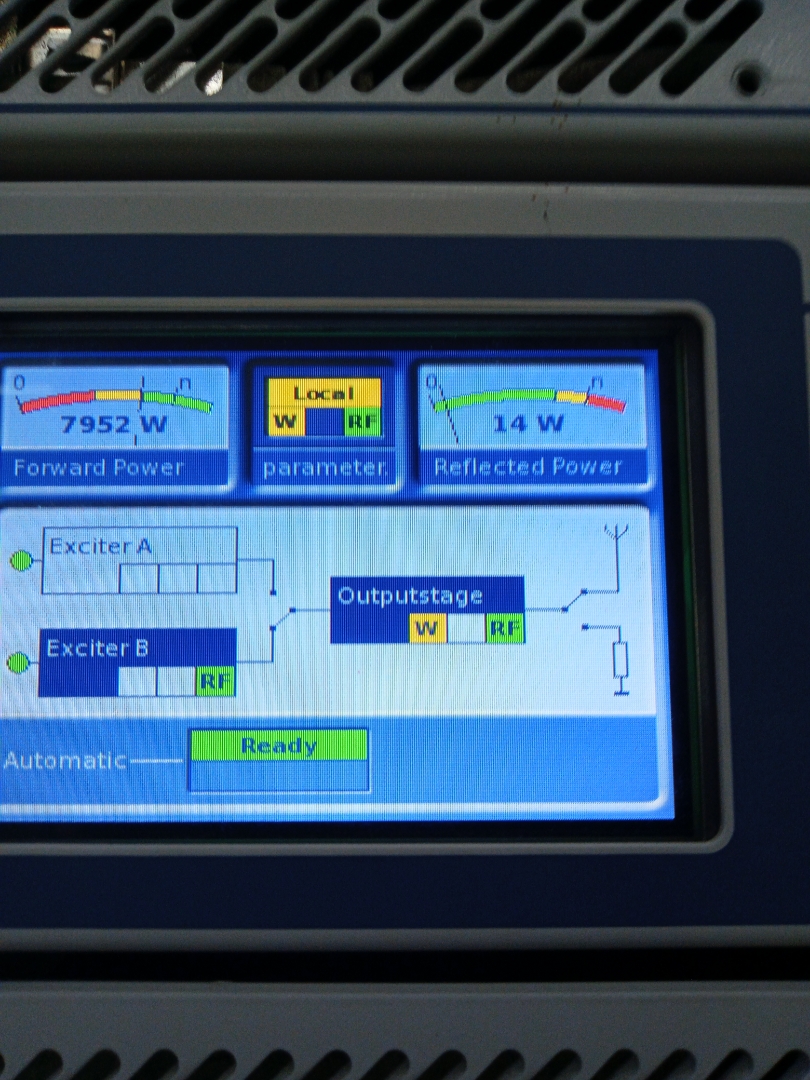 0 n
7952 W
Forward Power
Local
W RF
parameter.
0 n
14 W
Reflected Power
Exciter A
Exciter B
RF
Outputstage
W RF
Automatic
Ready